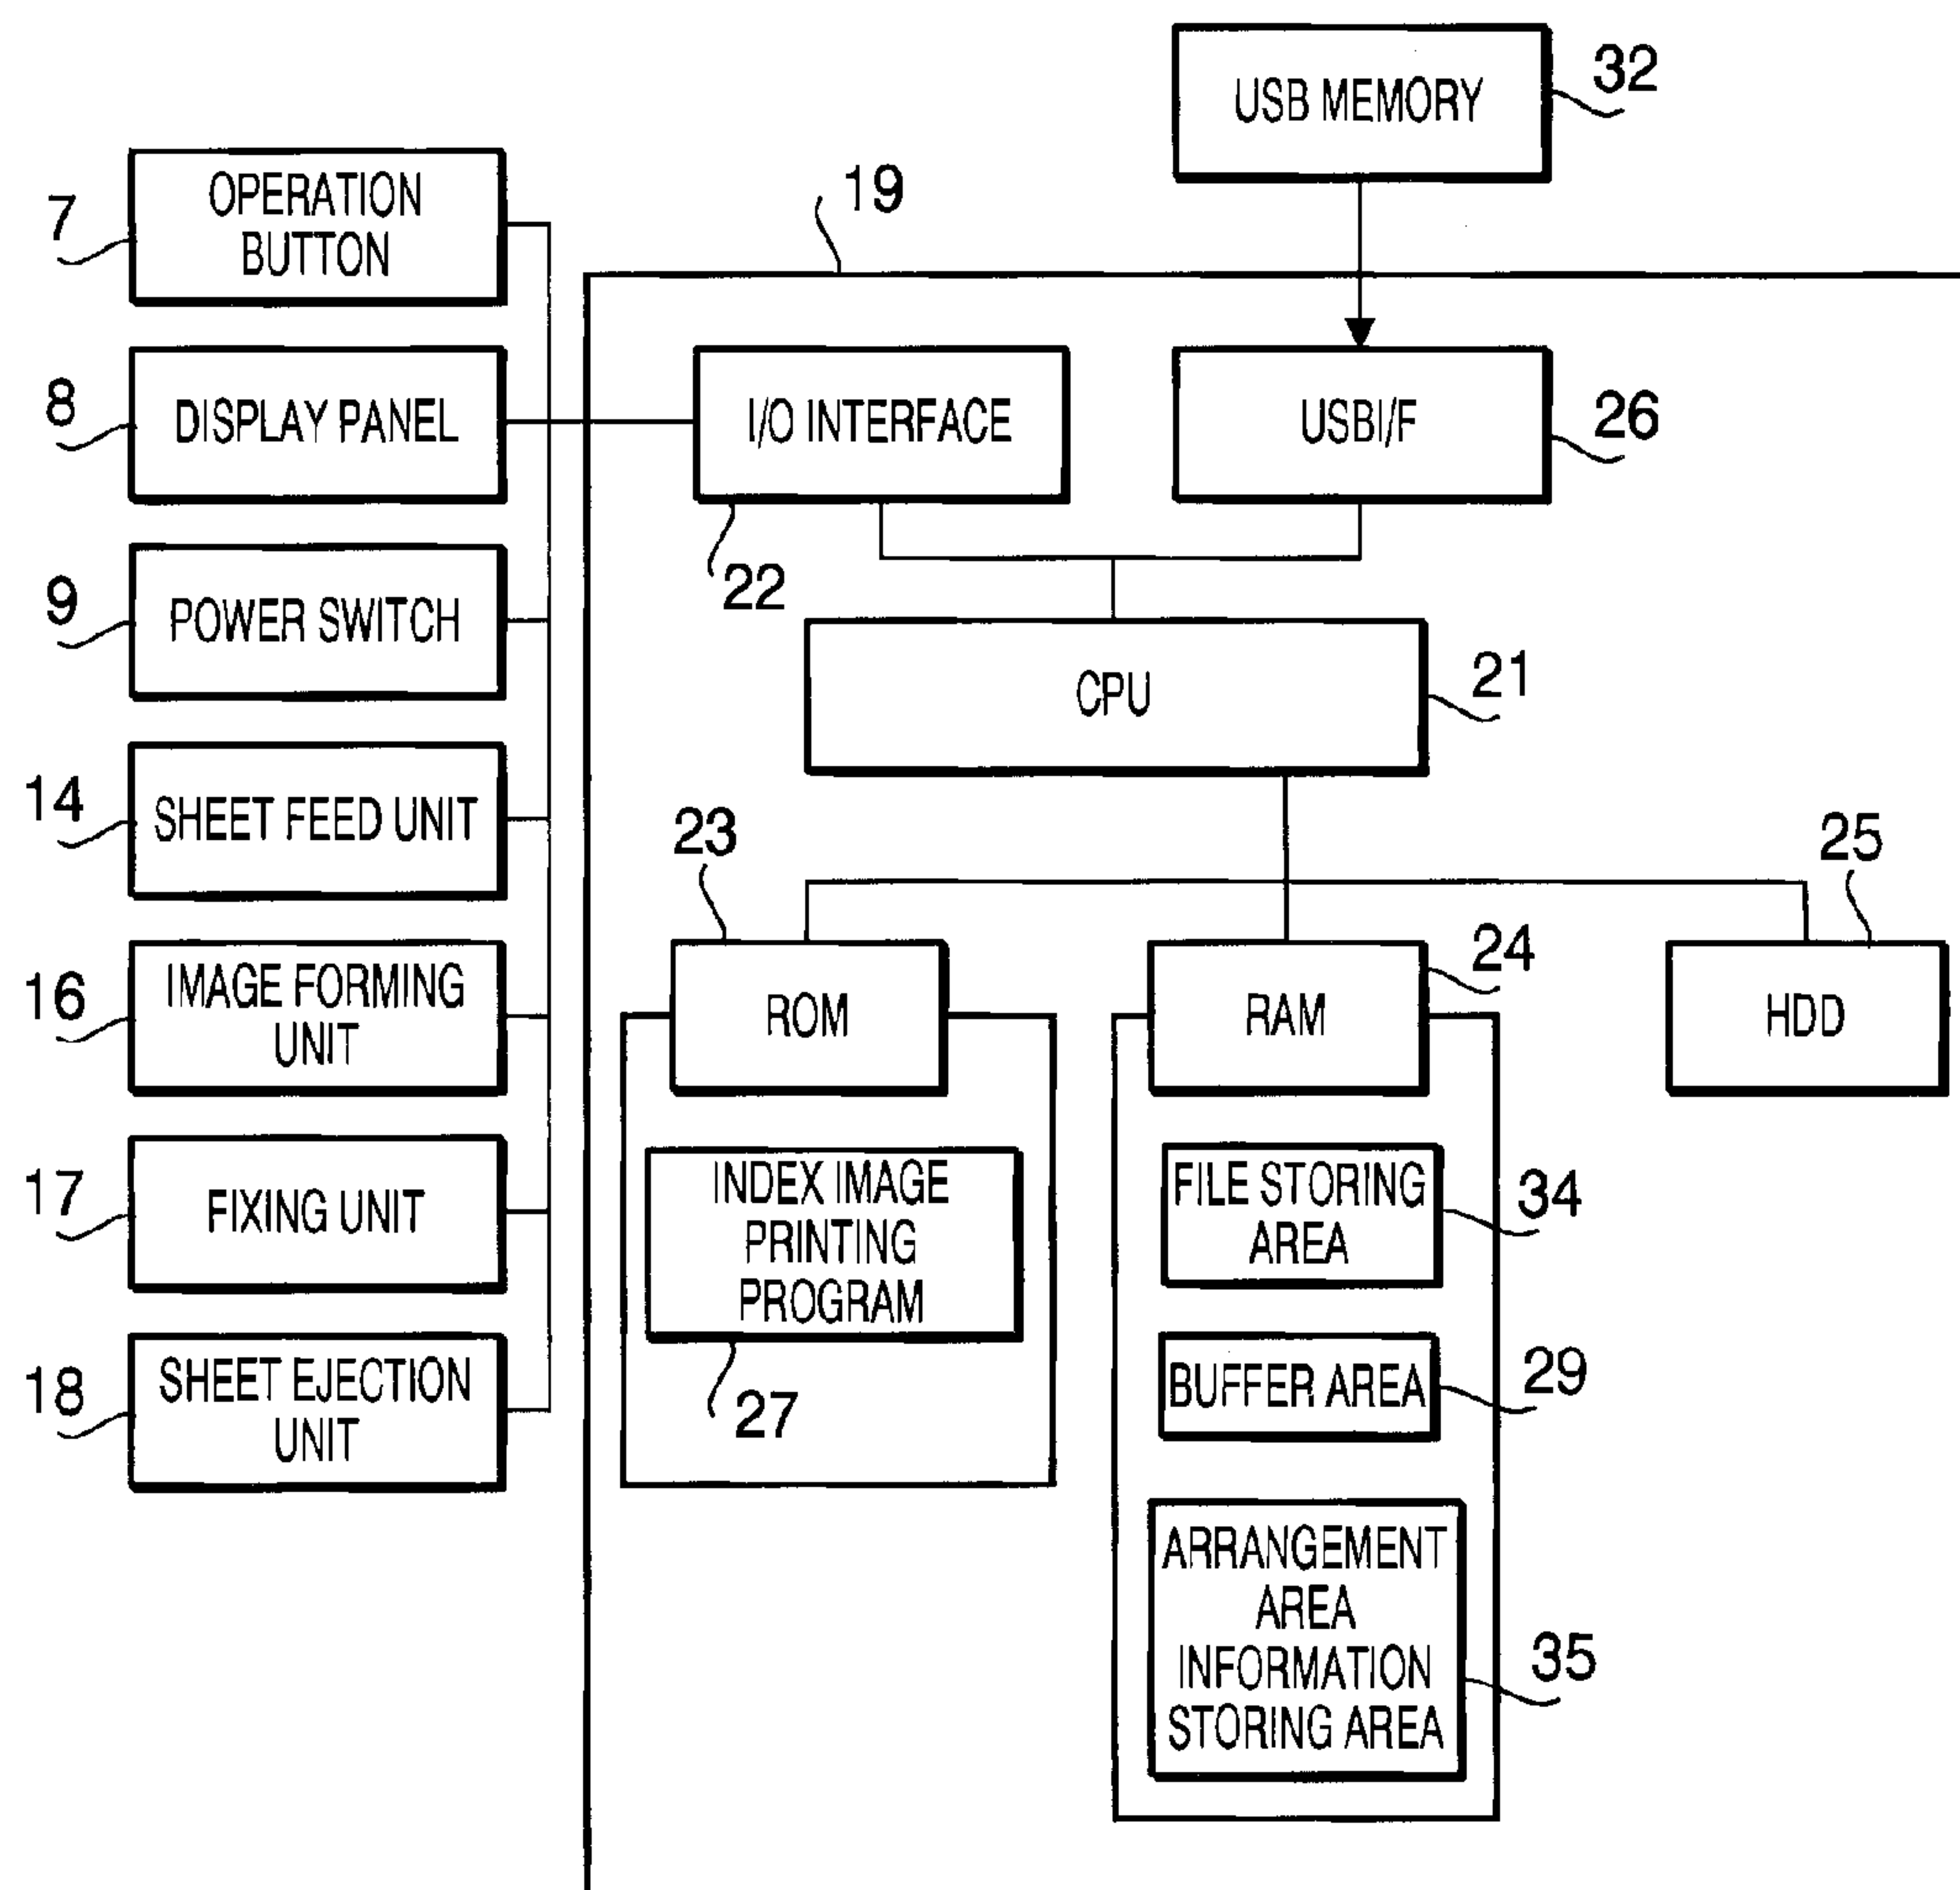 USB MEMORY
32
19
7
OPERATION
BUTTON
8
DISPLAY PANEL
I/O INTERFACE
22
USBI/F
26
9
POWER SWITCH
CPU
21
14
SHEET FEED UNIT
23
ROM
24
RAM
25
HDD
16
IMAGE FORMING
UNIT
17
FIXING UNIT
INDEX IMAGE
PRINTING
PROGRAM
27
FILE STORING
AREA
34
18
SHEET EJECTION
UNIT
BUFFER AREA
29
ARRANGEMENT
AREA
INFORMATION
STORING AREA
35